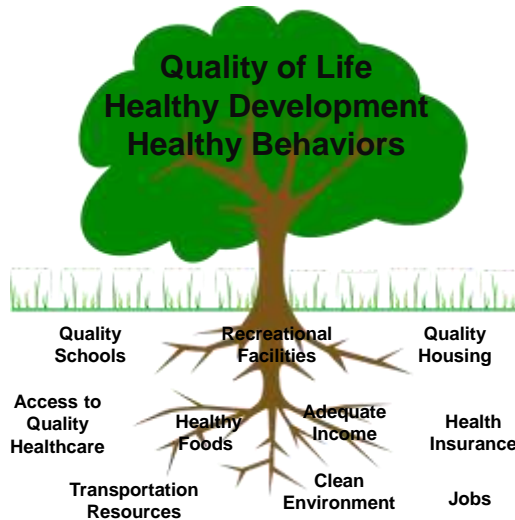 Quality of Life
Healthy Development
Healthy Behaviors
Quality
Schools
Recreational
Facilities
Quality
Housing
Access to
Quality
Healthcare
Healthy
Foods
Adequate
Income
Health
Insurance
Transportation
Resources
Clean
Environment
Jobs